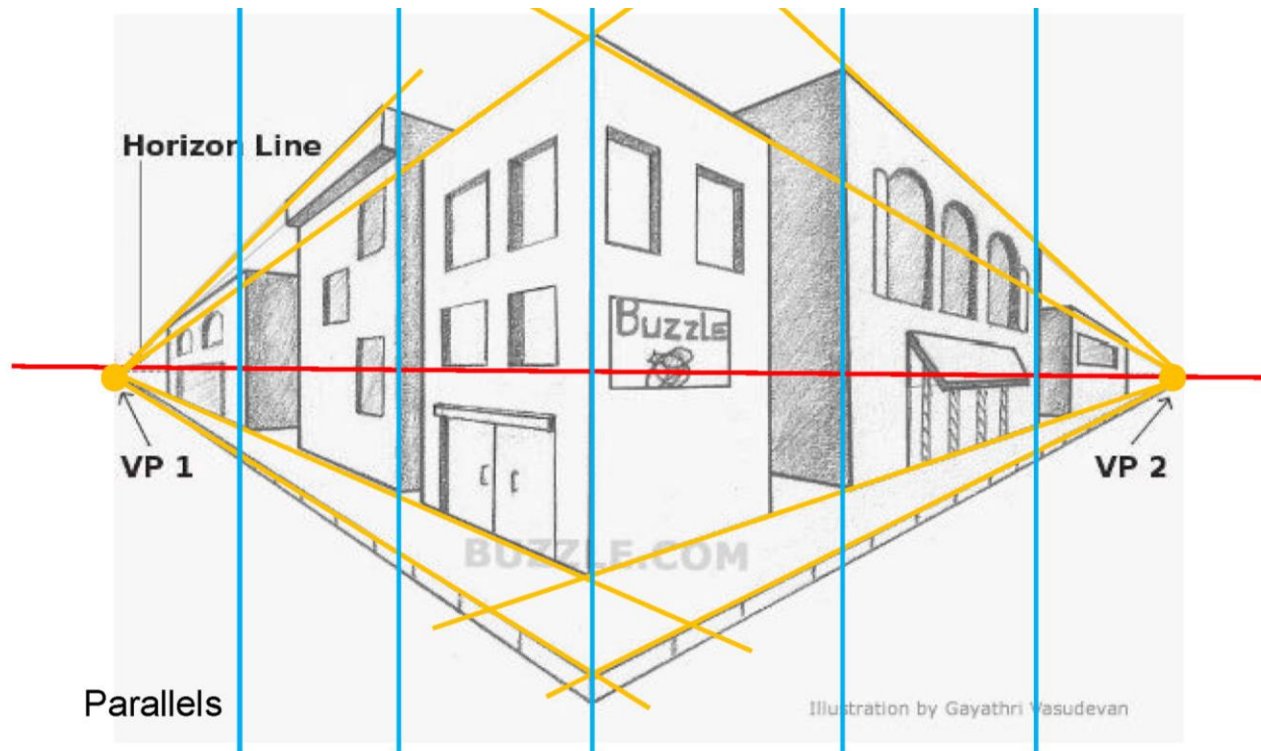 Horizon Line
Buzzle
VP 1
VP 2
BUZZLE.COM
Parallels
Illustration by Gayathri Vasudevan